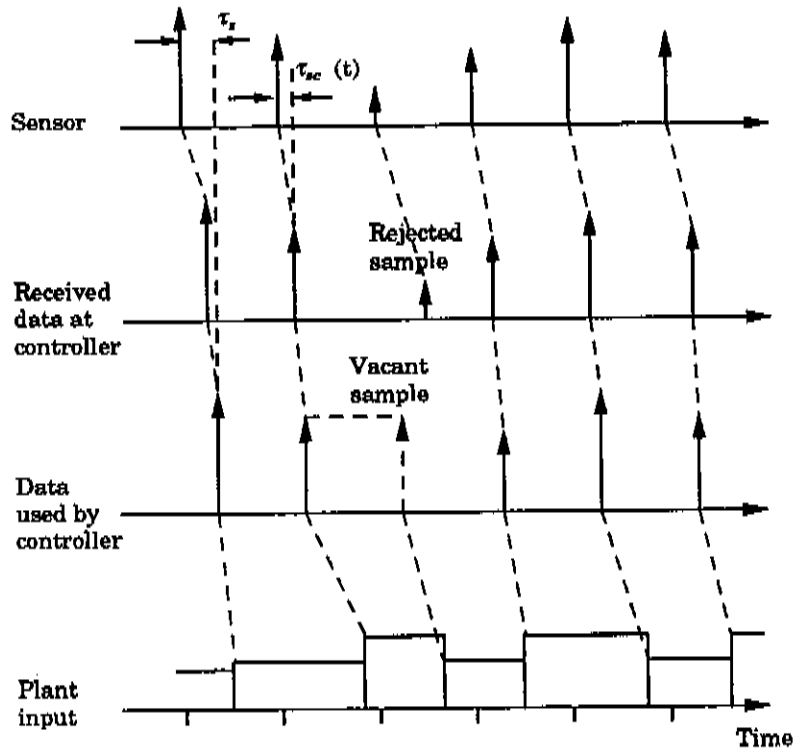 τs
τsc (t)
Sensor
Rejected
sample
Received
data at
controller
Vacant
sample
Data
used by
controller
Plant
input
Time